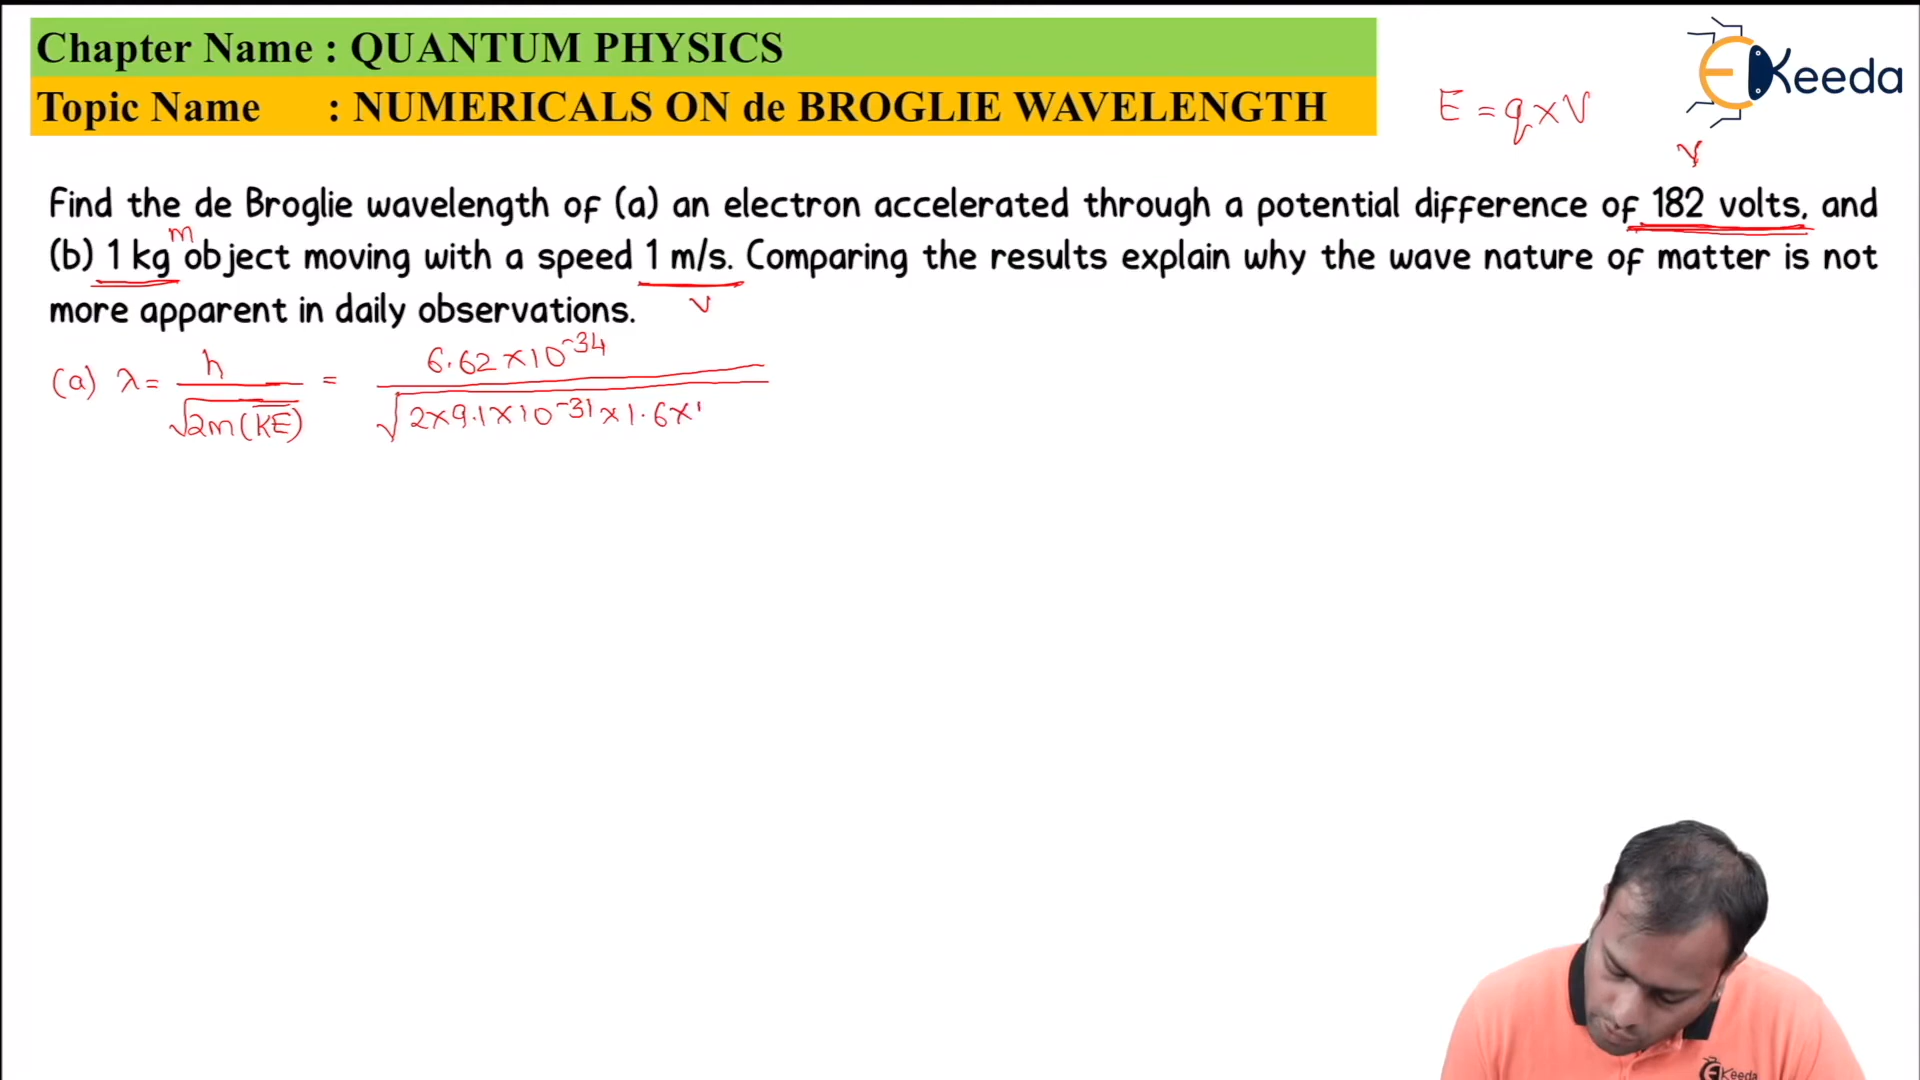 Chapter Name : QUANTUM PHYSICS
Topic Name : NUMERICALS ON de BROGLIE WAVELENGTH
E = q × V
EKeeda
V
Find the de Broglie wavelength of (a) an electron accelerated through a potential difference of 182 volts, and
m
(b) 1 kg object moving with a speed 1 m/s. Comparing the results explain why the wave nature of matter is not
v
more apparent in daily observations.
(a) λ = h / √2m(KE) = 6.62×10⁻³⁴ / √2×9.1×10⁻³¹×1.6×1
EKeeda